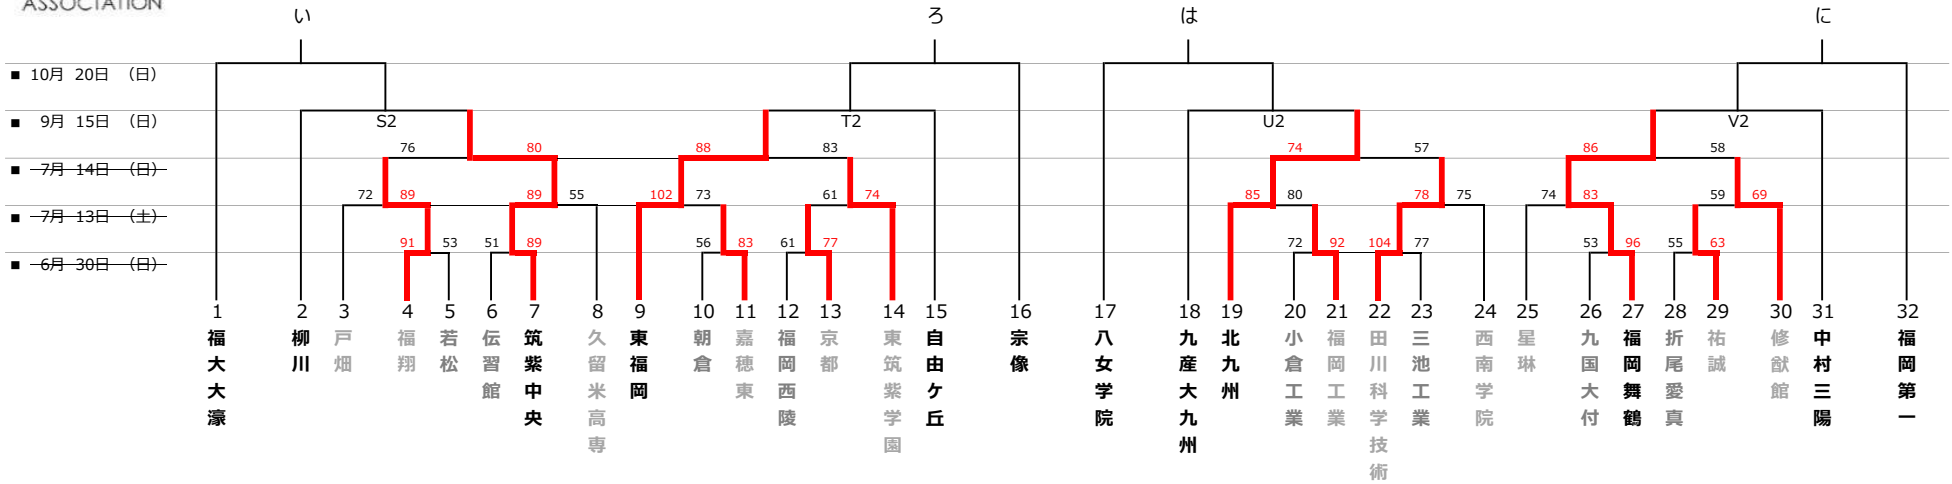 ASSOCIATION
い ろ は に
■ 10月 20日 （日）
■ 9月 15日 （日）
S2 T2 U2 V2
76 80 88 83 74 57 86 58
■ 7月 14日 （日）
72 89 89 55 102 73 61 74 85 80 78 75 74 83 59 69
■ 7月 13日 （土）
91 53 51 89 56 83 61 77 72 92 104 77 53 96 55 63
■ 6月 30日 （日）
1 福大大濠
2 柳川
3 戸畑
4 福翔
5 若松
6 伝習館
7 筑紫中央
8 久留米高専
9 東福岡
10 朝倉
11 嘉穂東
12 福岡西陵
13 京都
14 東筑紫学園
15 自由ケ丘
16 宗像
17 八女学院
18 九産大九州
19 北九州
20 小倉工業
21 福岡工業
22 田川科学技術
23 三池工業
24 西南学院
25 星琳
26 九国大付
27 福岡舞鶴
28 折尾愛真
29 祐誠
30 修猷館
31 中村三陽
32 福岡第一